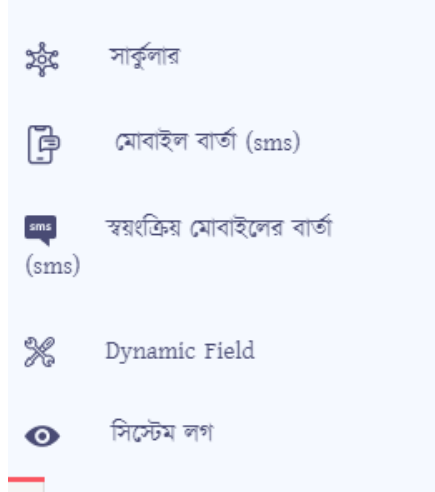 সার্কুলার
মোবাইল বার্তা (sms)
sms স্বয়ংক্রিয় মোবাইলের বার্তা
(sms)
Dynamic Field
সিস্টেম লগ